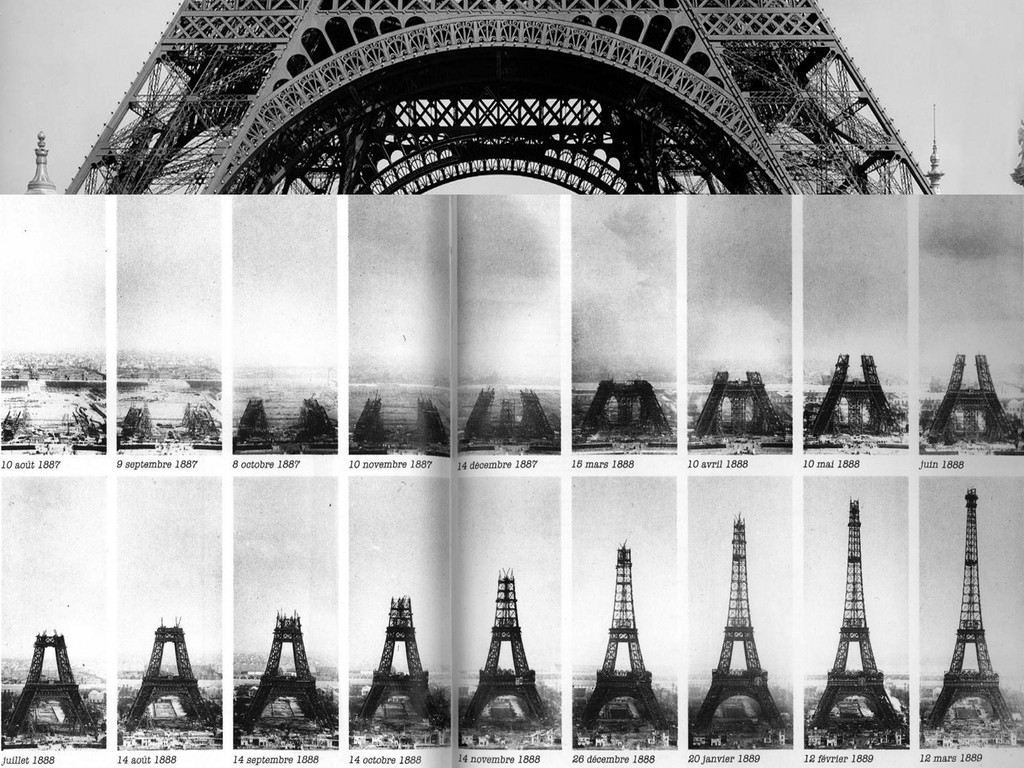 10 août 1887
9 septembre 1887
8 octobre 1887
10 novembre 1887
14 décembre 1887
15 mars 1888
10 avril 1888
10 mai 1888
juin 1888
juillet 1888
14 août 1888
14 septembre 1888
14 octobre 1888
14 novembre 1888
26 décembre 1888
20 janvier 1889
12 février 1889
12 mars 1889